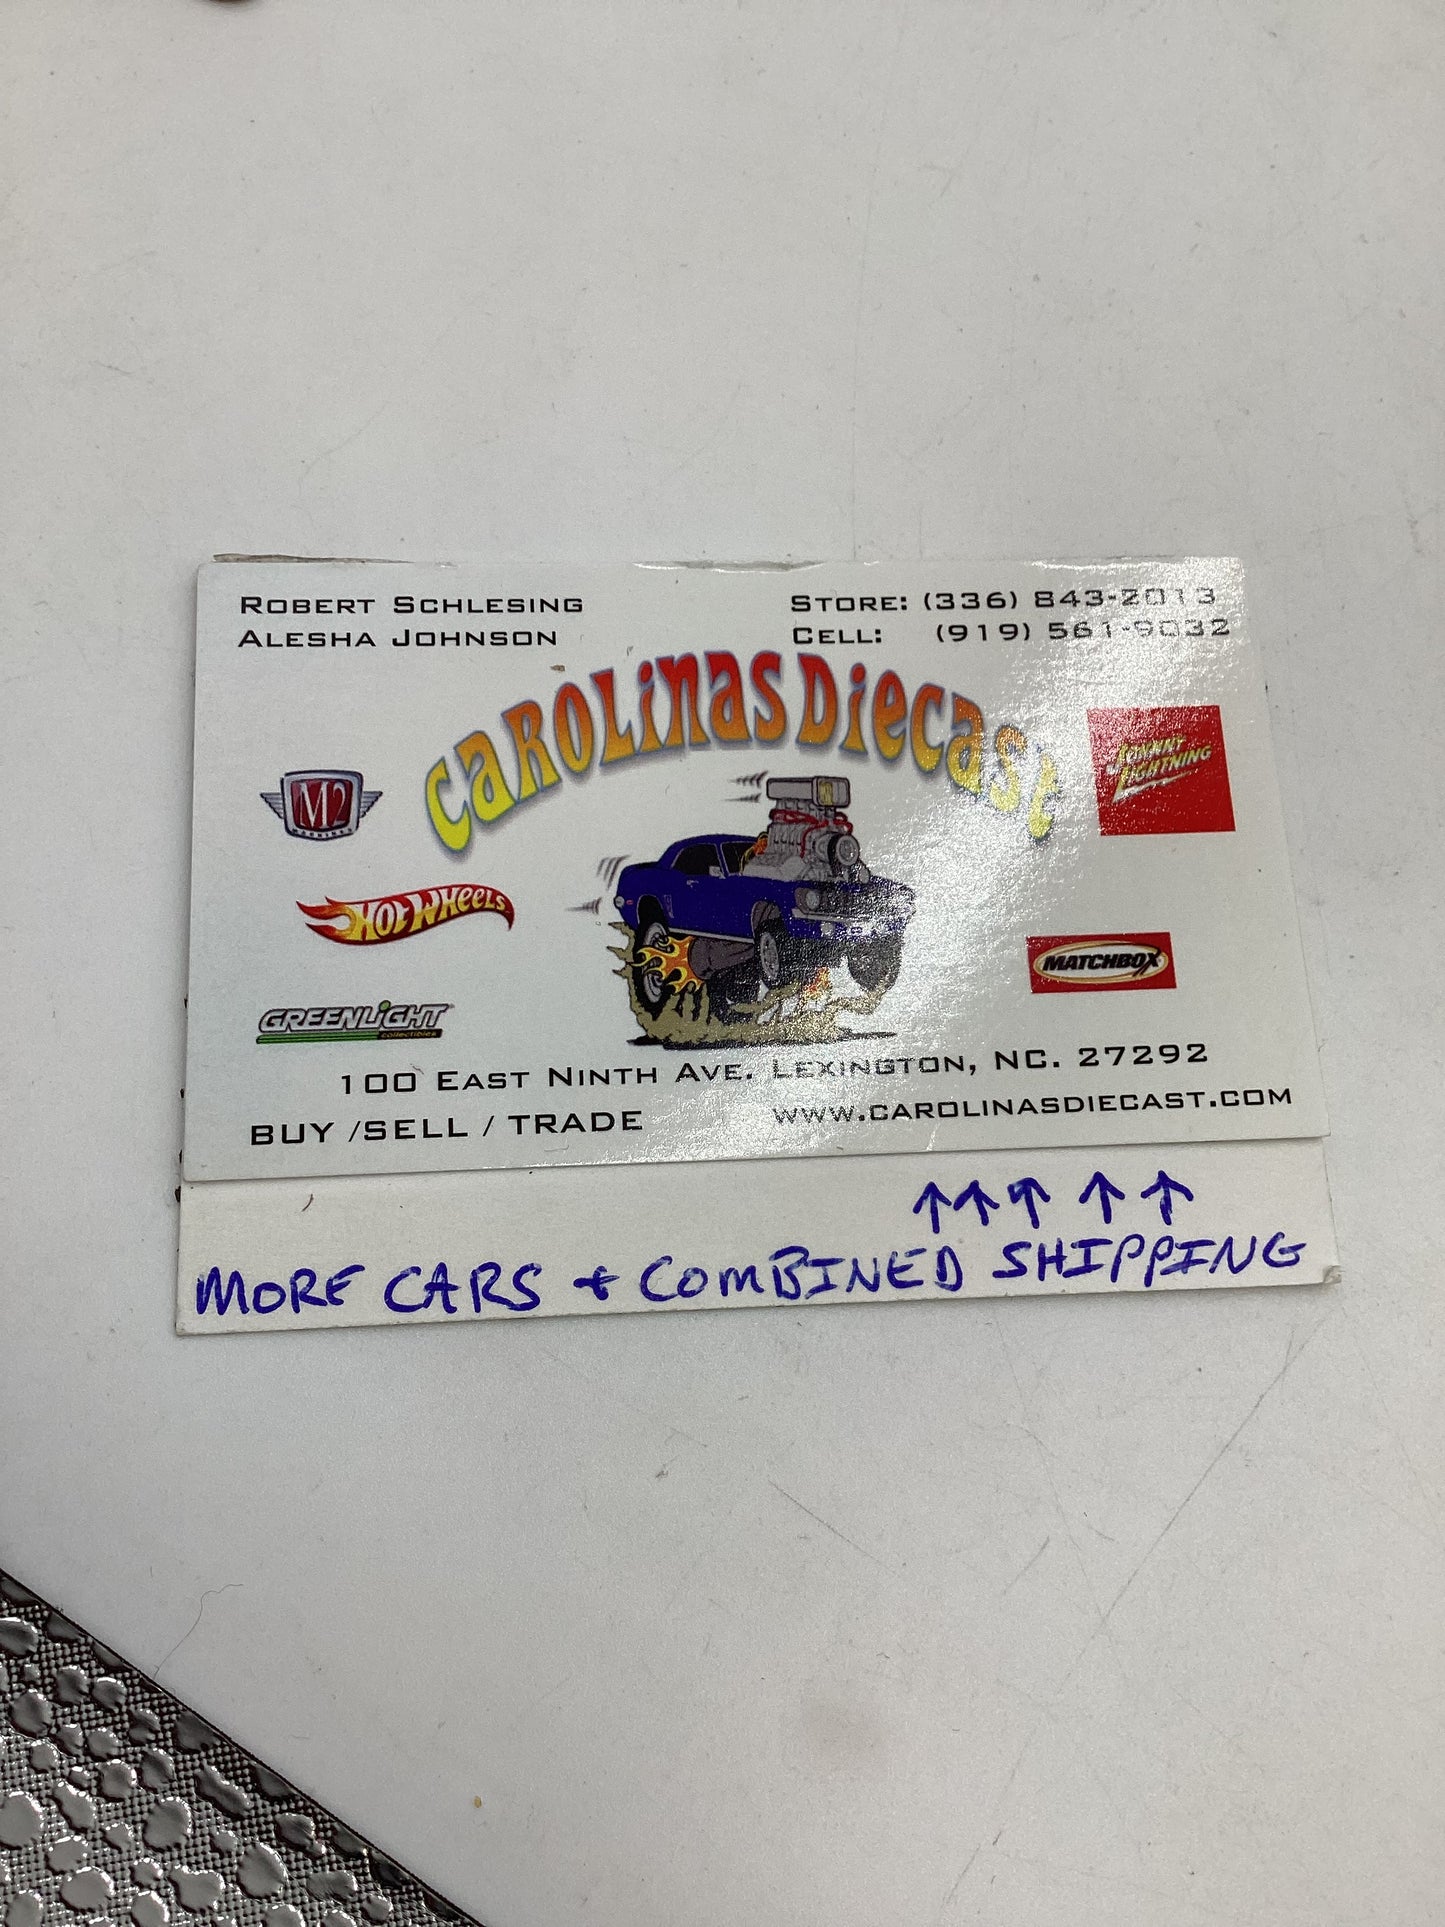 ROBERT SCHLESING
ALESHA JOHNSON
STORE: (336) 843-2013
CELL: (919) 561-9032
CAROLINAS DIECAST
M2
MACHINES
JOHNNY
LIGHTNING
HOT WHEELS
MATCHBOX
GREENLIGHT
collectibles
100 EAST NINTH AVE. LEXINGTON, NC. 27292
BUY /SELL / TRADE
WWW.CAROLINASDIECAST.COM
↑ ↑ ↑ ↑ ↑
MORE CARS + COMBINED SHIPPING